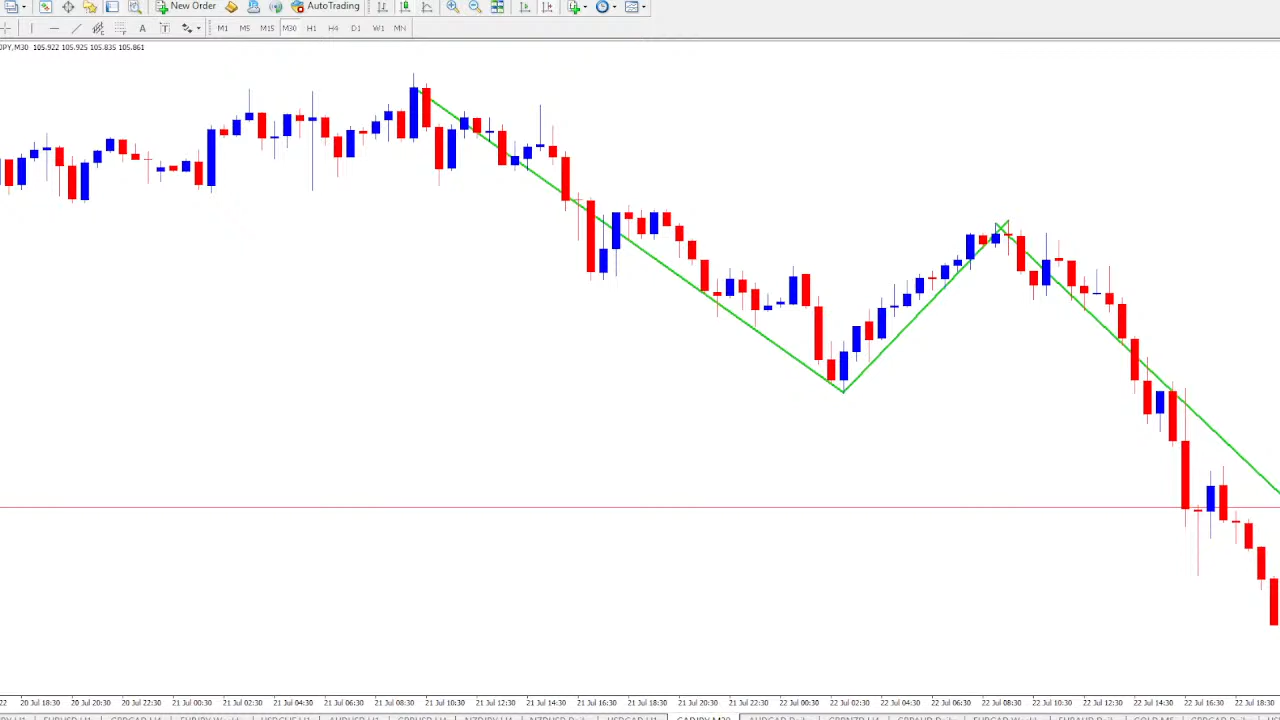 New Order AutoTrading
A T M1 M5 M15 M30 H1 H4 D1 W1 MN
JPY,M30 105.922 105.925 105.835 105.861
22 20 Jul 18:30 20 Jul 20:30 20 Jul 22:30 21 Jul 00:30 21 Jul 02:30 21 Jul 04:30 21 Jul 06:30 21 Jul 08:30 21 Jul 10:30 21 Jul 12:30 21 Jul 14:30 21 Jul 16:30 21 Jul 18:30 21 Jul 20:30 21 Jul 22:30 22 Jul 00:30 22 Jul 02:30 22 Jul 04:30 22 Jul 06:30 22 Jul 08:30 22 Jul 10:30 22 Jul 12:30 22 Jul 14:30 22 Jul 16:30 22 Jul 18:30
CADJPY,M30